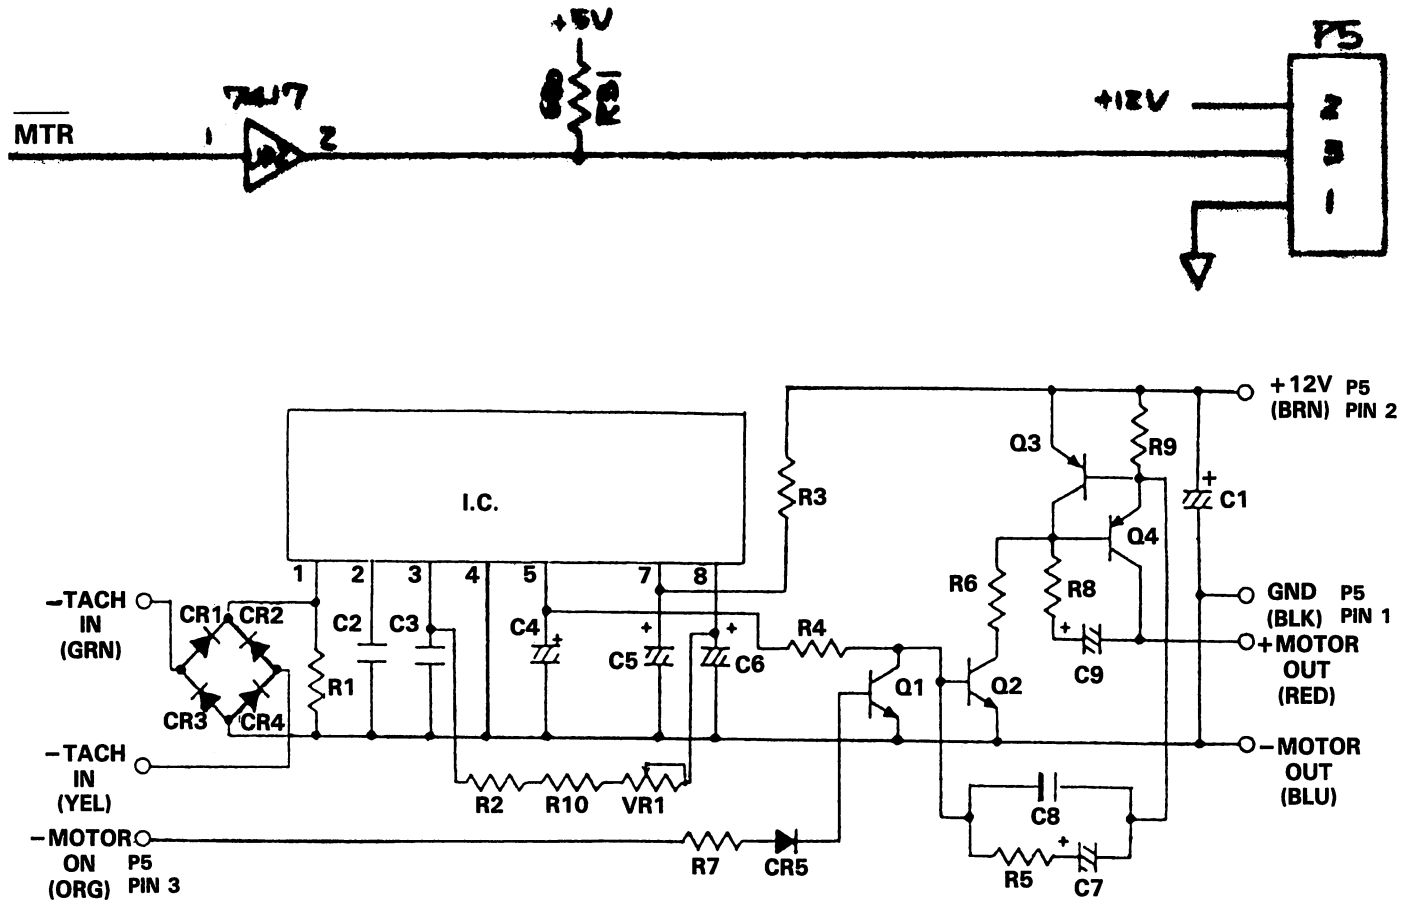 +5V
P5
7417
+12V
2
MTR
1
2
3
1
+12V P5
(BRN) PIN 2
Q3
R9
C1
I.C.
R3
Q4
1 2 3 4 5 7 8
R6
R8
GND P5
(BLK) PIN 1
-TACH
IN
(GRN)
CR1 CR2
C2 C3 C4
R4
+MOTOR
OUT
(RED)
C5 C6
C9
R1
Q1 Q2
CR3 CR4
-TACH
IN
(YEL)
-MOTOR
OUT
(BLU)
R2 R10 VR1
C8
-MOTOR
ON P5
(ORG) PIN 3
R7 CR5
R5 C7